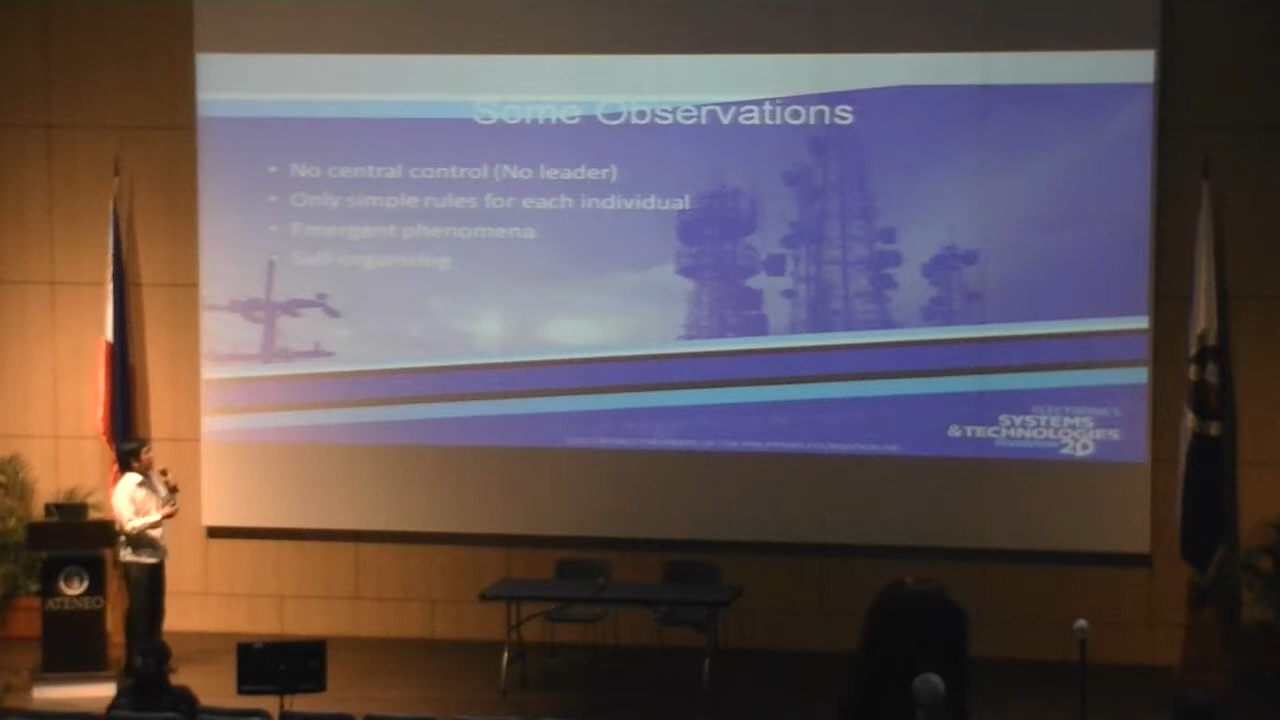 Some Observations
• No central control (No leader)
• Only simple rules for each individual
• Emergent phenomena
• Self-organizing
ELECTRONICS
SYSTEMS
& TECHNOLOGIES
ATENEO